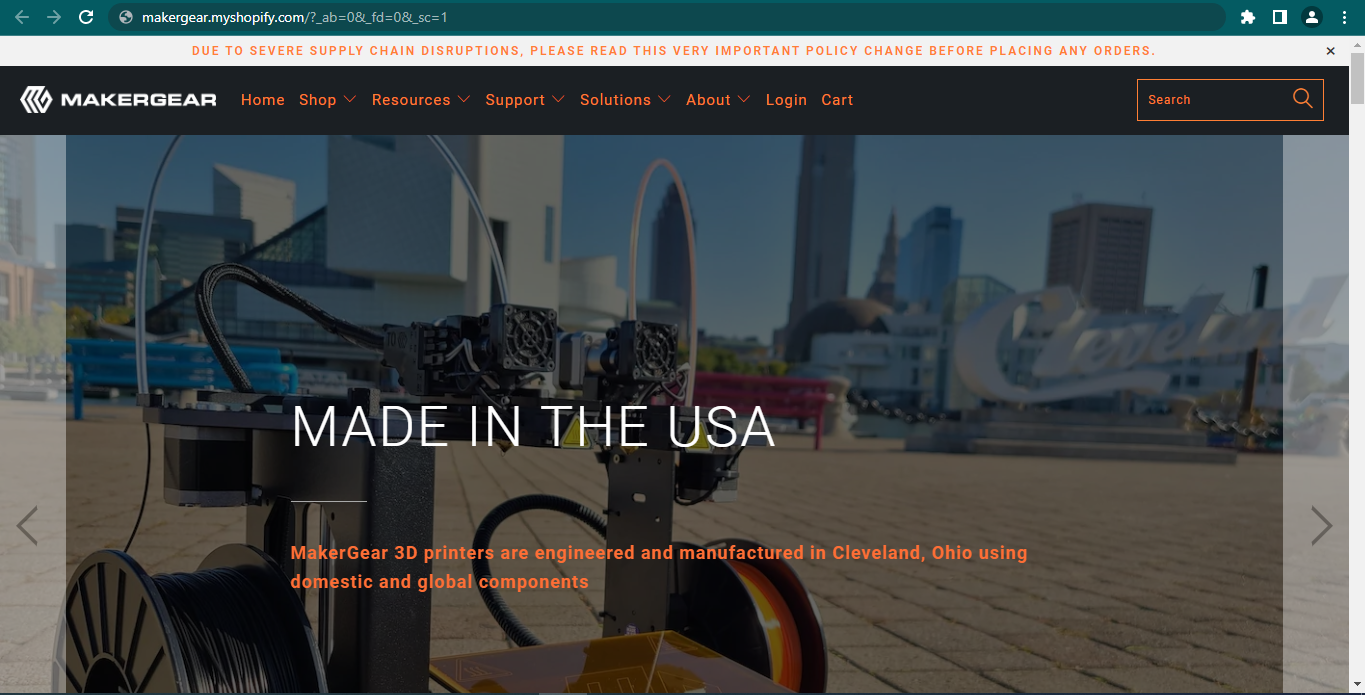 makergear.myshopify.com/?_ab=0&_fd=0&_sc=1
DUE TO SEVERE SUPPLY CHAIN DISRUPTIONS, PLEASE READ THIS VERY IMPORTANT POLICY CHANGE BEFORE PLACING ANY ORDERS.
MAKERGEAR Home Shop Resources Support Solutions About Login Cart Search
Cleveland
MADE IN THE USA
MakerGear 3D printers are engineered and manufactured in Cleveland, Ohio using
domestic and global components